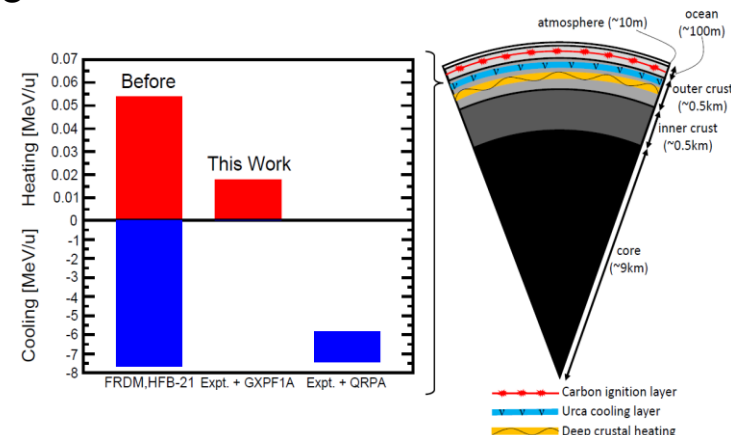 Heating [MeV/u]
Cooling [MeV/u]
0.07
0.06
0.05
0.04
0.03
0.02
0.01
0
-1
-2
-3
-4
-5
-6
-7
-8
Before
This Work
FRDM,HFB-21 Expt. + GXPF1A Expt. + QRPA
atmosphere (~10m)
ocean
(~100m)
outer crust
(~0.5km)
inner crust
(~0.5km)
core
(~9km)
Carbon ignition layer
Urca cooling layer
Deep crustal heating